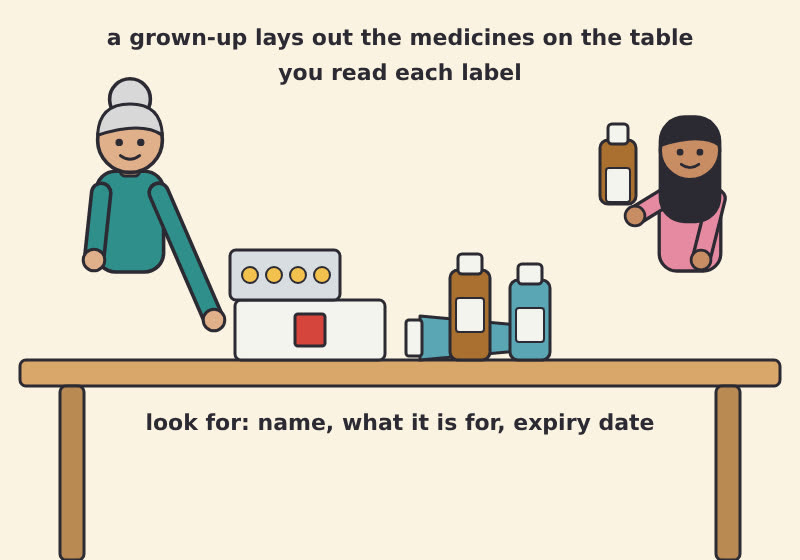 a grown-up lays out the medicines on the table
you read each label
look for: name, what it is for, expiry date